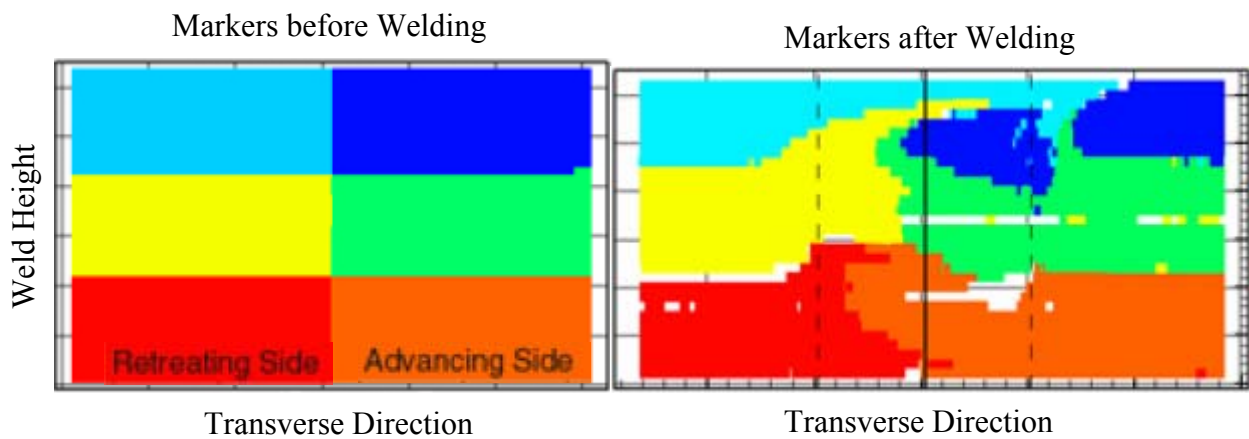 Markers before Welding
Markers after Welding
Weld Height
Retreating Side
Advancing Side
Transverse Direction
Transverse Direction